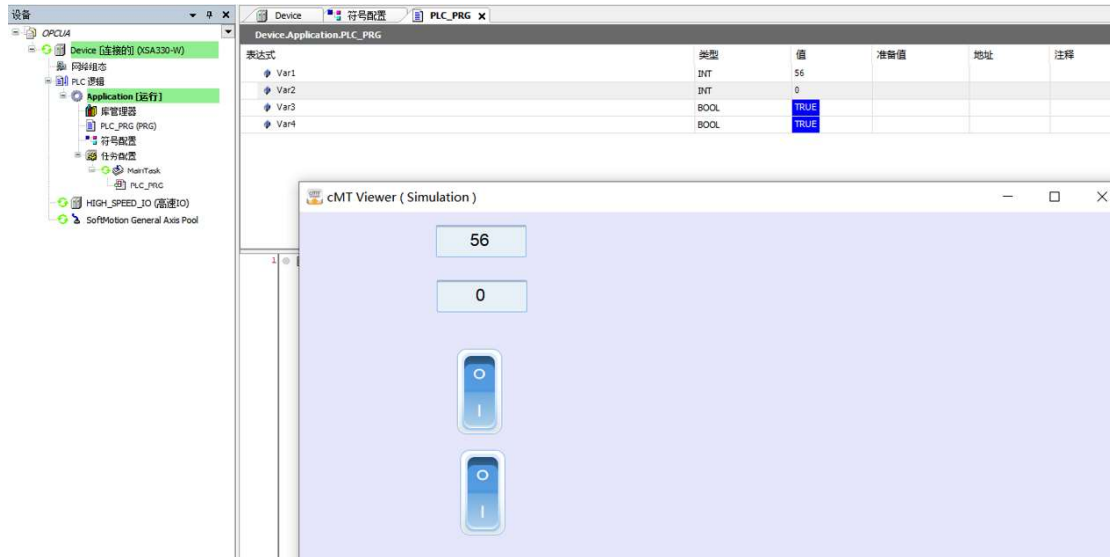 设备
Device
符号配置
PLC_PRG
OPCUA
Device.Application.PLC_PRG
Device [连接的] (XSA330-W)
网络组态
PLC 逻辑
Application [运行]
库管理器
PLC_PRG (PRG)
符号配置
任务配置
MainTask
PLC_PRG
HIGH_SPEED_IO (高速IO)
SoftMotion General Axis Pool
表达式 类型 值 准备值 地址 注释
Var1 INT 56
Var2 INT 0
Var3 BOOL TRUE
Var4 BOOL TRUE
1
cMT Viewer ( Simulation )
56
0
O
I
O
I